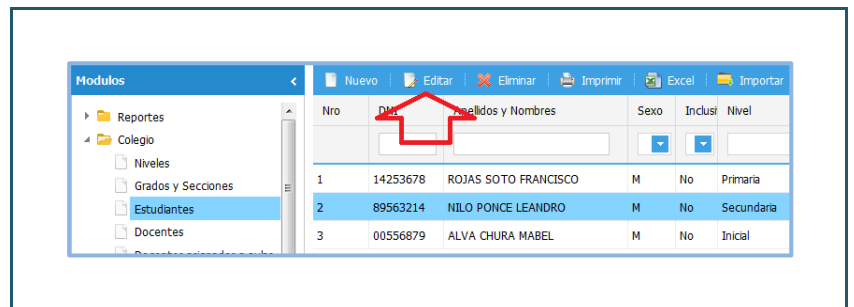 Modulos
Nuevo Editar Eliminar Imprimir Excel Importar
Reportes
Colegio
Niveles
Grados y Secciones
Estudiantes
Docentes
Nro DNI Apellidos y Nombres Sexo Inclusi Nivel
1 14253678 ROJAS SOTO FRANCISCO M No Primaria
2 89563214 NILO PONCE LEANDRO M No Secundaria
3 00556879 ALVA CHURA MABEL M No Inicial